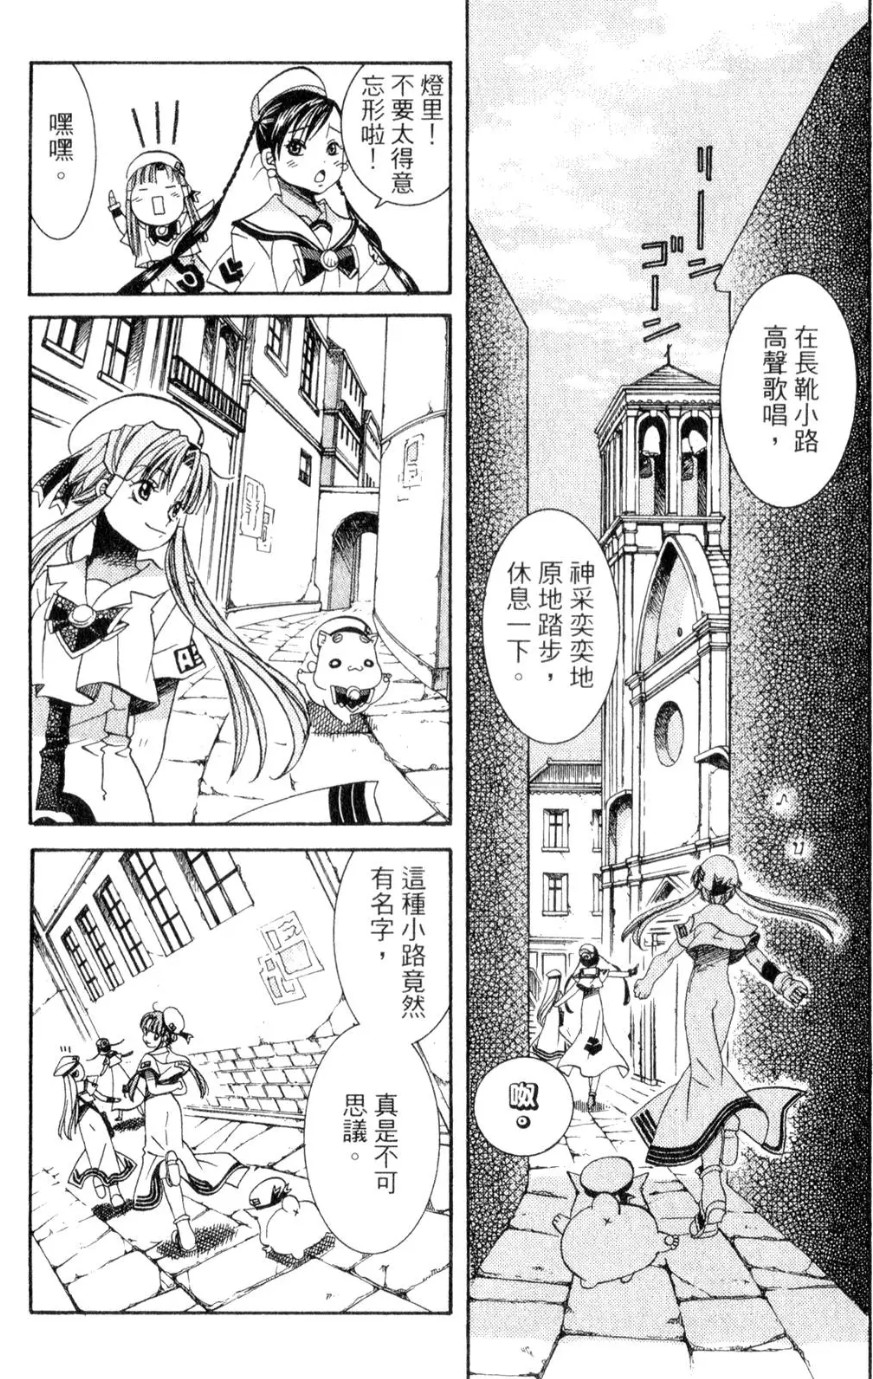 ゴーン
ゴーン
在長靴小路
高聲歌唱，
神采奕奕地
原地踏步，
休息一下。
♪
噗。
燈里！
不要太得意
忘形啦！
嘿嘿。
A
這種小路竟然
有名字，
真是不可
思議。